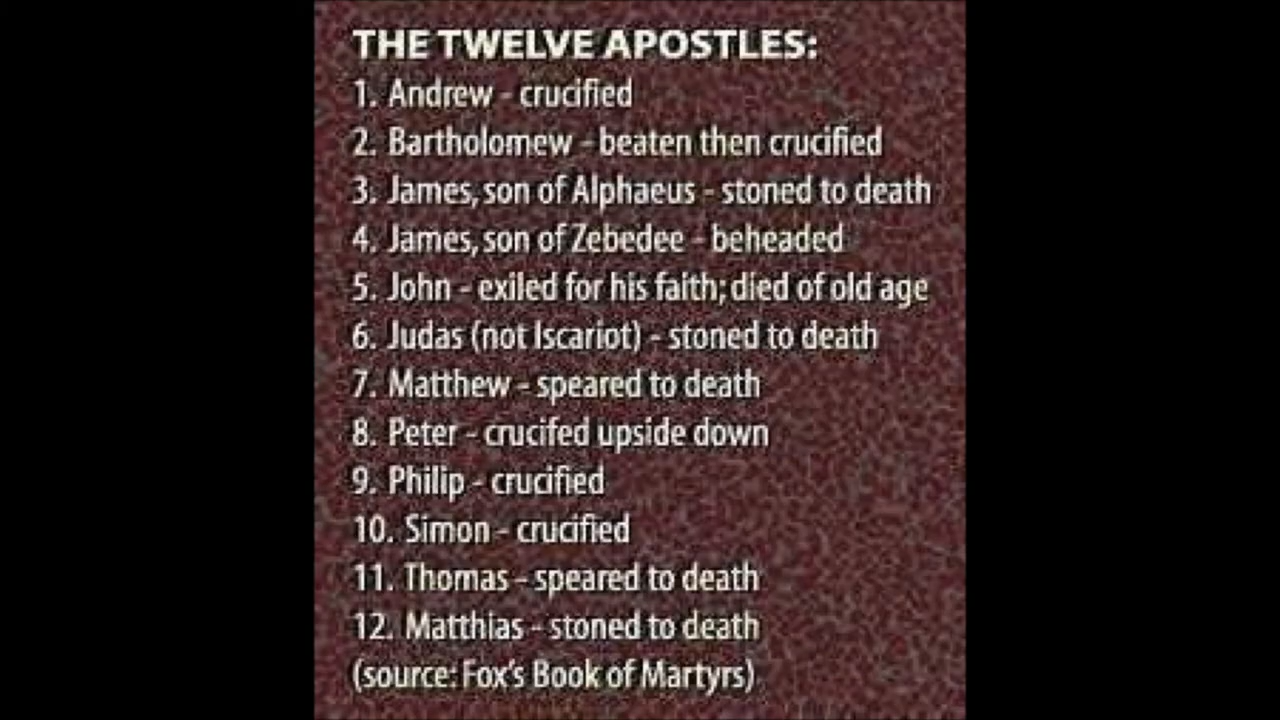 THE TWELVE APOSTLES:
1. Andrew - crucified
2. Bartholomew - beaten then crucified
3. James, son of Alphaeus - stoned to death
4. James, son of Zebedee - beheaded
5. John - exiled for his faith; died of old age
6. Judas (not Iscariot) - stoned to death
7. Matthew - speared to death
8. Peter - crucifed upside down
9. Philip - crucified
10. Simon - crucified
11. Thomas - speared to death
12. Matthias - stoned to death
(source: Fox's Book of Martyrs)